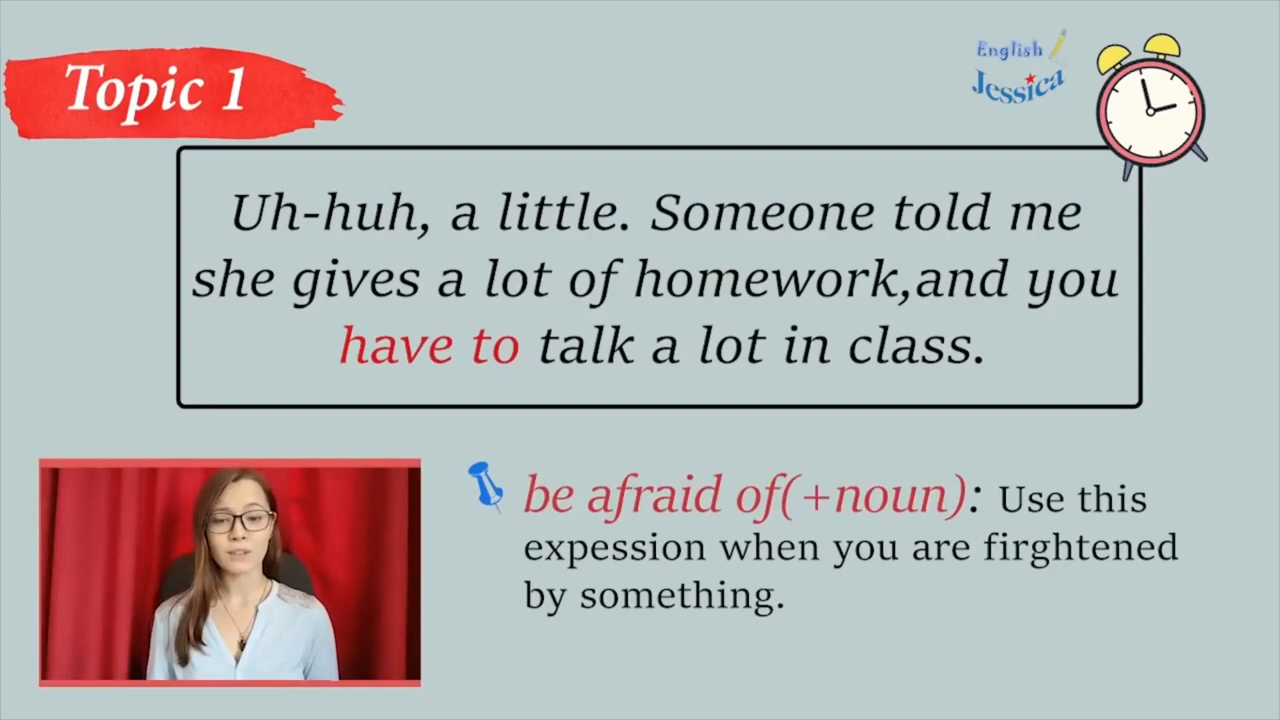 Topic 1
English
Jessica
Uh-huh, a little. Someone told me
she gives a lot of homework,and you
have to talk a lot in class.
be afraid of(+noun): Use this
expession when you are firghtened
by something.